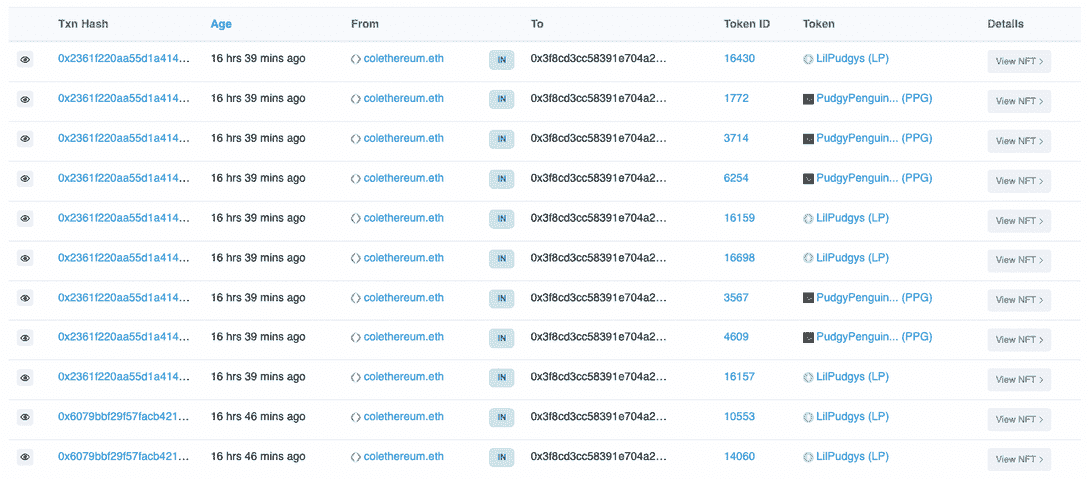 Txn Hash Age From To Token ID Token Details
0x2361f220aa55d1a414... 16 hrs 39 mins ago colethereum.eth IN 0x3f8cd3cc58391e704a2... 16430 LilPudgys (LP) View NFT >
0x2361f220aa55d1a414... 16 hrs 39 mins ago colethereum.eth IN 0x3f8cd3cc58391e704a2... 1772 PudgyPenguin... (PPG) View NFT >
0x2361f220aa55d1a414... 16 hrs 39 mins ago colethereum.eth IN 0x3f8cd3cc58391e704a2... 3714 PudgyPenguin... (PPG) View NFT >
0x2361f220aa55d1a414... 16 hrs 39 mins ago colethereum.eth IN 0x3f8cd3cc58391e704a2... 6254 PudgyPenguin... (PPG) View NFT >
0x2361f220aa55d1a414... 16 hrs 39 mins ago colethereum.eth IN 0x3f8cd3cc58391e704a2... 16159 LilPudgys (LP) View NFT >
0x2361f220aa55d1a414... 16 hrs 39 mins ago colethereum.eth IN 0x3f8cd3cc58391e704a2... 16698 LilPudgys (LP) View NFT >
0x2361f220aa55d1a414... 16 hrs 39 mins ago colethereum.eth IN 0x3f8cd3cc58391e704a2... 3567 PudgyPenguin... (PPG) View NFT >
0x2361f220aa55d1a414... 16 hrs 39 mins ago colethereum.eth IN 0x3f8cd3cc58391e704a2... 4609 PudgyPenguin... (PPG) View NFT >
0x2361f220aa55d1a414... 16 hrs 39 mins ago colethereum.eth IN 0x3f8cd3cc58391e704a2... 16157 LilPudgys (LP) View NFT >
0x6079bbf29f57facb421... 16 hrs 46 mins ago colethereum.eth IN 0x3f8cd3cc58391e704a2... 10553 LilPudgys (LP) View NFT >
0x6079bbf29f57facb421... 16 hrs 46 mins ago colethereum.eth IN 0x3f8cd3cc58391e704a2... 14060 LilPudgys (LP) View NFT >